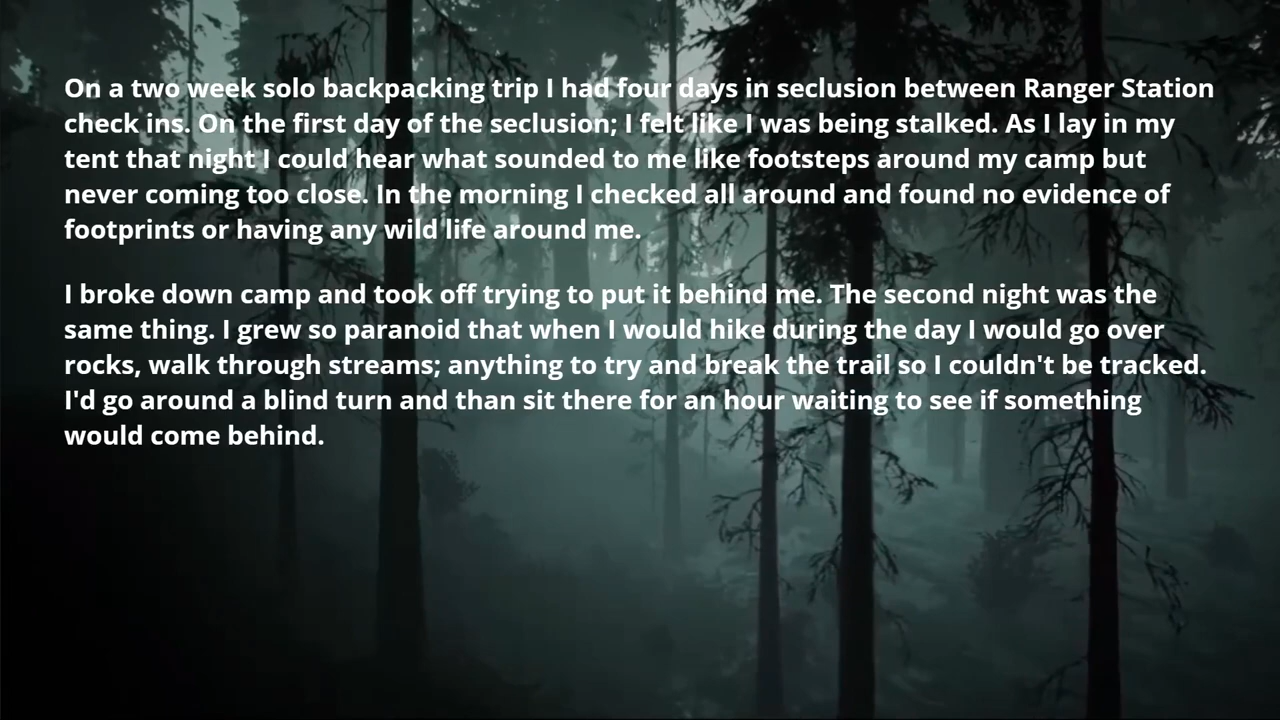 On a two week solo backpacking trip I had four days in seclusion between Ranger Station
check ins. On the first day of the seclusion; I felt like I was being stalked. As I lay in my
tent that night I could hear what sounded to me like footsteps around my camp but
never coming too close. In the morning I checked all around and found no evidence of
footprints or having any wild life around me.
I broke down camp and took off trying to put it behind me. The second night was the
same thing. I grew so paranoid that when I would hike during the day I would go over
rocks, walk through streams; anything to try and break the trail so I couldn't be tracked.
I'd go around a blind turn and than sit there for an hour waiting to see if something
would come behind.